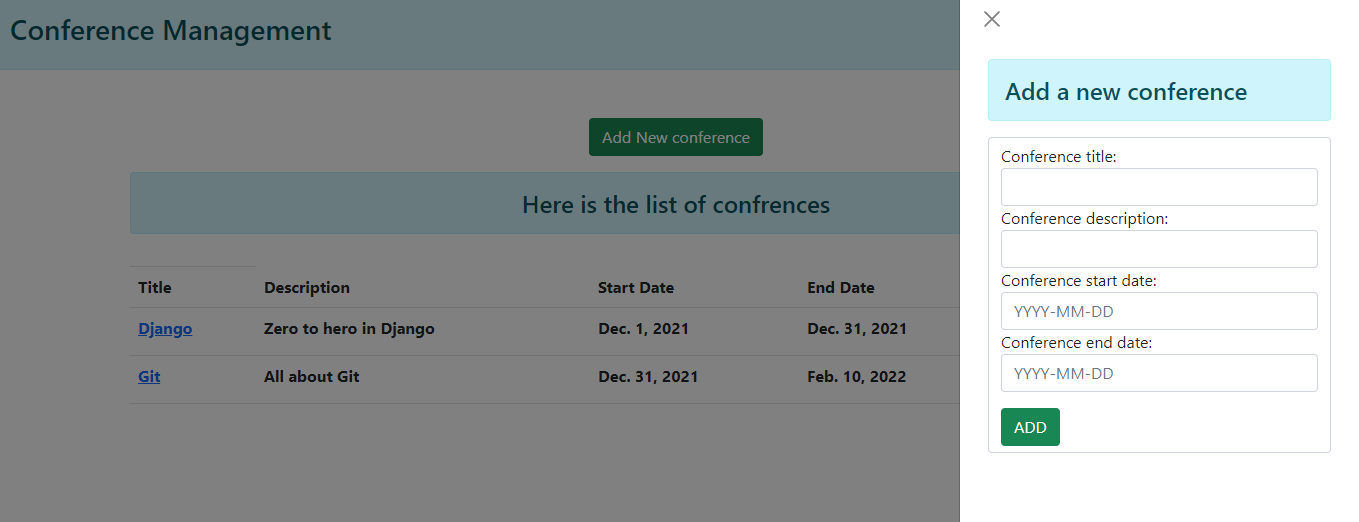 Conference Management
Add New conference
Here is the list of confrences
Title Description Start Date End Date
Django Zero to hero in Django Dec. 1, 2021 Dec. 31, 2021
Git All about Git Dec. 31, 2021 Feb. 10, 2022
Add a new conference
Conference title:
Conference description:
Conference start date:
YYYY-MM-DD
Conference end date:
YYYY-MM-DD
ADD